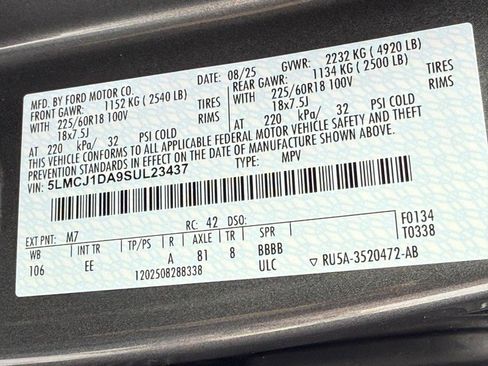 MFD. BY FORD MOTOR CO.
DATE: 08/25 GVWR: 2232 KG ( 4920 LB)
FRONT GAWR: 1152 KG ( 2540 LB) REAR GAWR: 1134 KG ( 2500 LB)
WITH 225/60R18 100V TIRES WITH 225/60R18 100V TIRES
18x7.5J RIMS 18x7.5J RIMS
AT 220 kPa/ 32 PSI COLD AT 220 kPa/ 32 PSI COLD
THIS VEHICLE CONFORMS TO ALL APPLICABLE FEDERAL MOTOR VEHICLE SAFETY AND THEFT
PREVENTION STANDARDS IN EFFECT ON THE DATE OF MANUFACTURE SHOWN ABOVE.
VIN: 5LMCJ1DA9SUL23437 TYPE: MPV
EXT PNT: M7 RC: 42 DSO: F0134
WB INT TR TP/PS R AXLE TR SPR T0338
106 EE A 81 8 BBBB
1202508288338 ULC ▽ RU5A-3520472-AB